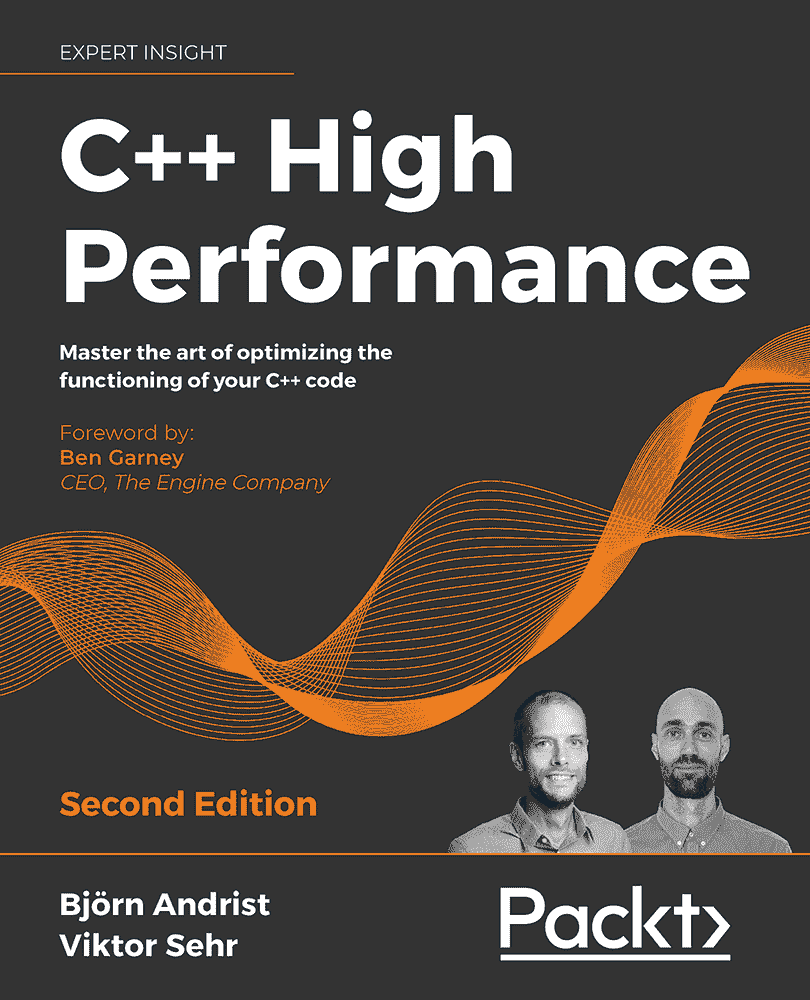 EXPERT INSIGHT
C++ High
Performance
Master the art of optimizing the
functioning of your C++ code
Foreword by:
Ben Garney
CEO, The Engine Company
Second Edition
Björn Andrist
Viktor Sehr
Packt>